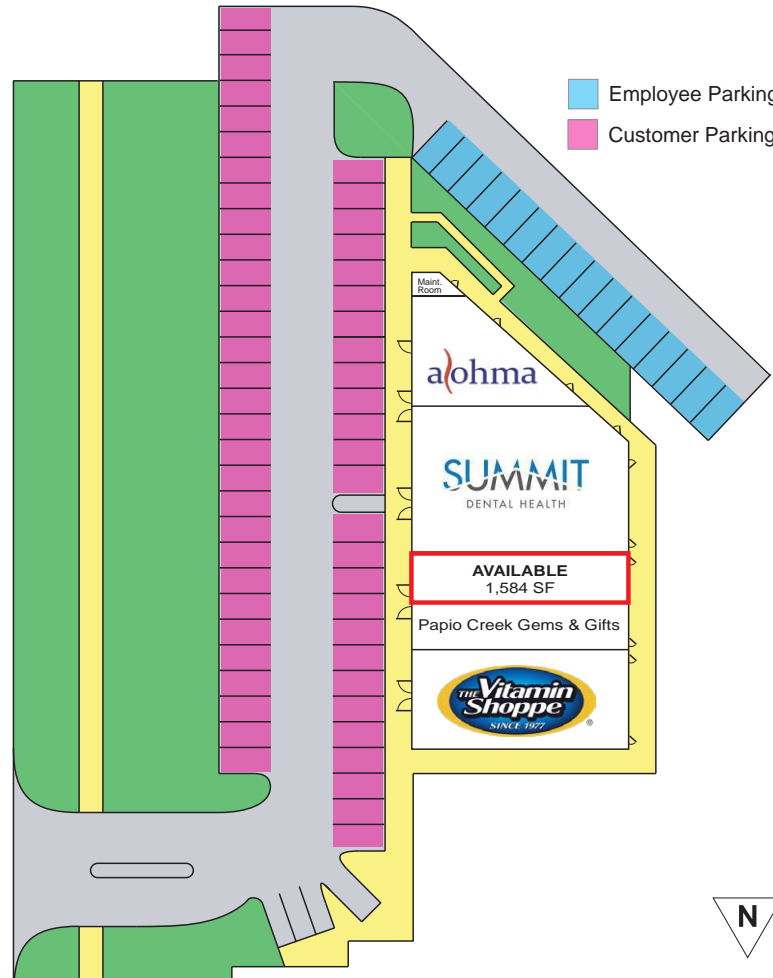 Employee Parking
Customer Parking
Maint.
Room
alohma
SUMMIT
DENTAL HEALTH
AVAILABLE
1,584 SF
Papio Creek Gems & Gifts
THE Vitamin
Shoppe
SINCE 1977
®
N